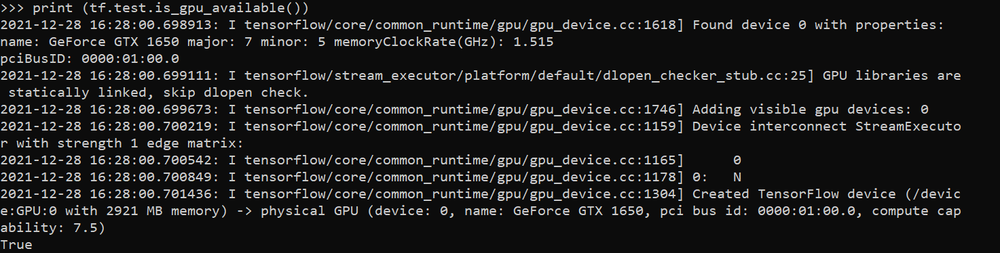 >>> print (tf.test.is_gpu_available())
2021-12-28 16:28:00.698913: I tensorflow/core/common_runtime/gpu/gpu_device.cc:1618] Found device 0 with properties:
name: GeForce GTX 1650 major: 7 minor: 5 memoryClockRate(GHz): 1.515
pciBusID: 0000:01:00.0
2021-12-28 16:28:00.699111: I tensorflow/stream_executor/platform/default/dlopen_checker_stub.cc:25] GPU libraries are
 statically linked, skip dlopen check.
2021-12-28 16:28:00.699673: I tensorflow/core/common_runtime/gpu/gpu_device.cc:1746] Adding visible gpu devices: 0
2021-12-28 16:28:00.700219: I tensorflow/core/common_runtime/gpu/gpu_device.cc:1159] Device interconnect StreamExecuto
r with strength 1 edge matrix:
2021-12-28 16:28:00.700542: I tensorflow/core/common_runtime/gpu/gpu_device.cc:1165]      0
2021-12-28 16:28:00.700849: I tensorflow/core/common_runtime/gpu/gpu_device.cc:1178] 0:   N
2021-12-28 16:28:00.701436: I tensorflow/core/common_runtime/gpu/gpu_device.cc:1304] Created TensorFlow device (/devic
e:GPU:0 with 2921 MB memory) -> physical GPU (device: 0, name: GeForce GTX 1650, pci bus id: 0000:01:00.0, compute cap
ability: 7.5)
True